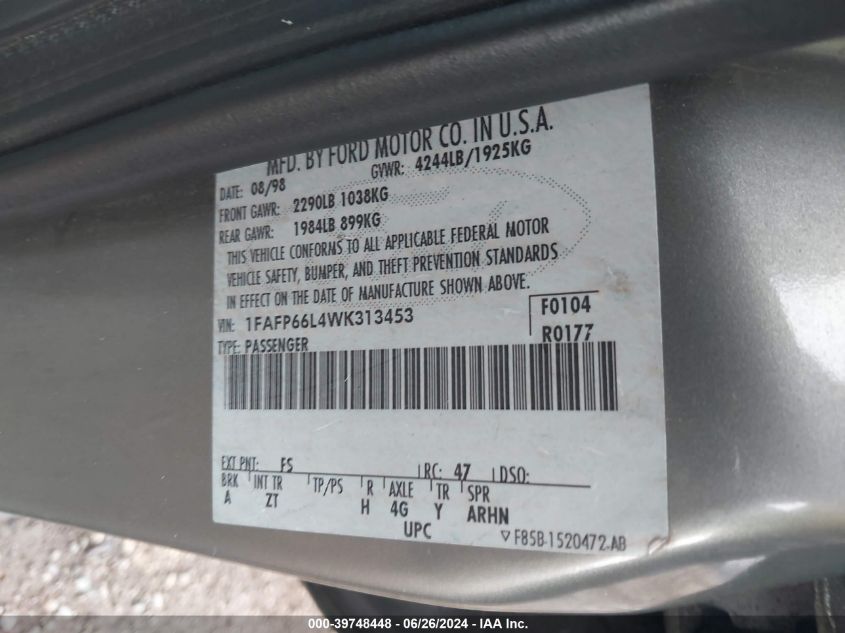 MFD. BY FORD MOTOR CO. IN U.S.A.
DATE: 08/98 GVWR: 4244LB/1925KG
FRONT GAWR: 2290LB 1038KG
REAR GAWR: 1984LB 899KG
THIS VEHICLE CONFORMS TO ALL APPLICABLE FEDERAL MOTOR
VEHICLE SAFETY, BUMPER, AND THEFT PREVENTION STANDARDS
IN EFFECT ON THE DATE OF MANUFACTURE SHOWN ABOVE.
VIN: 1FAFP66L4WK313453 F0104
TYPE: PASSENGER R0177
EXT PNT: FS RC: 47 DSO:
BRK INT TR TP/PS R AXLE TR SPR
A ZT H 4G Y ARHN
UPC ▽F85B-1520472-AB
000-39748448 - 06/26/2024 - IAA Inc.